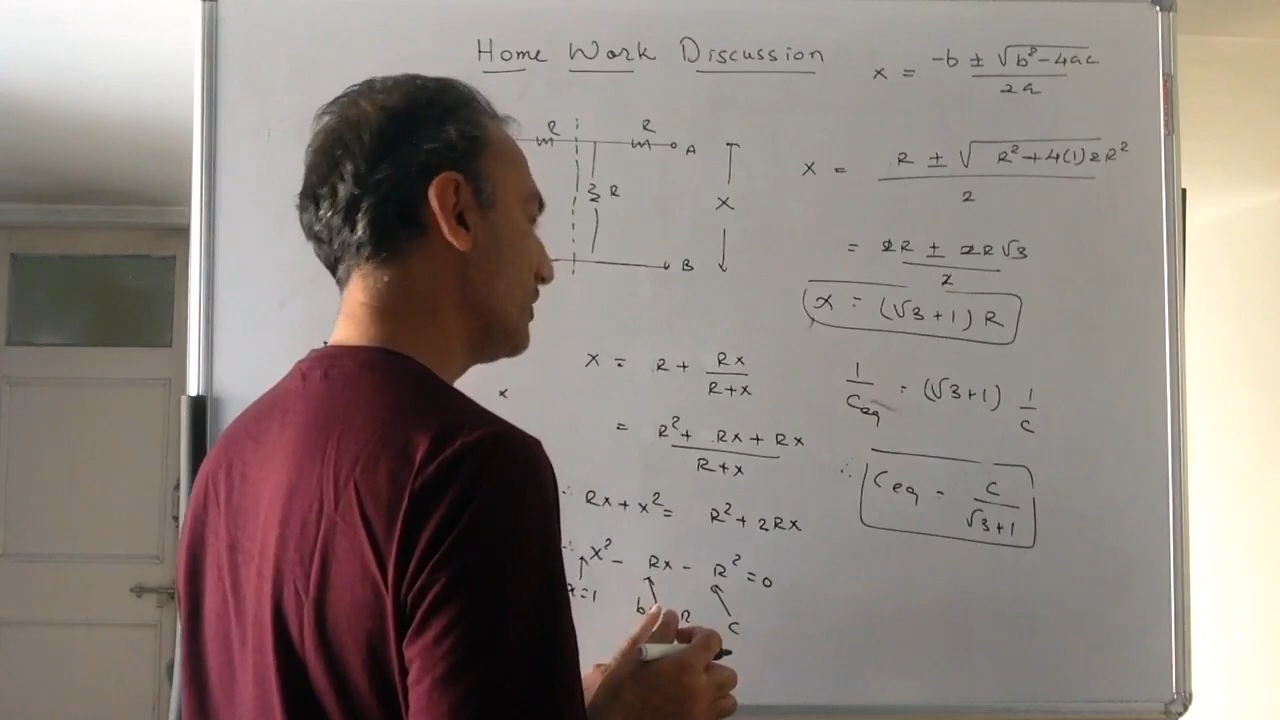 Home Work Discussion
R R A
R
B
X
x
X = R + Rx / R+x
= R² + Rx + Rx / R+x
∴ Rx + x² = R² + 2Rx
∴ x² - Rx - R² = 0
=1 b R c
x = -b ± √b²-4ac / 2a
x = R ± √R²+4(1)2R² / 2
= 2R ± 2R√3 / 2
x = (√3+1) R
1/Ceq = (√3+1) 1/C
∴ Ceq = C / √3+1